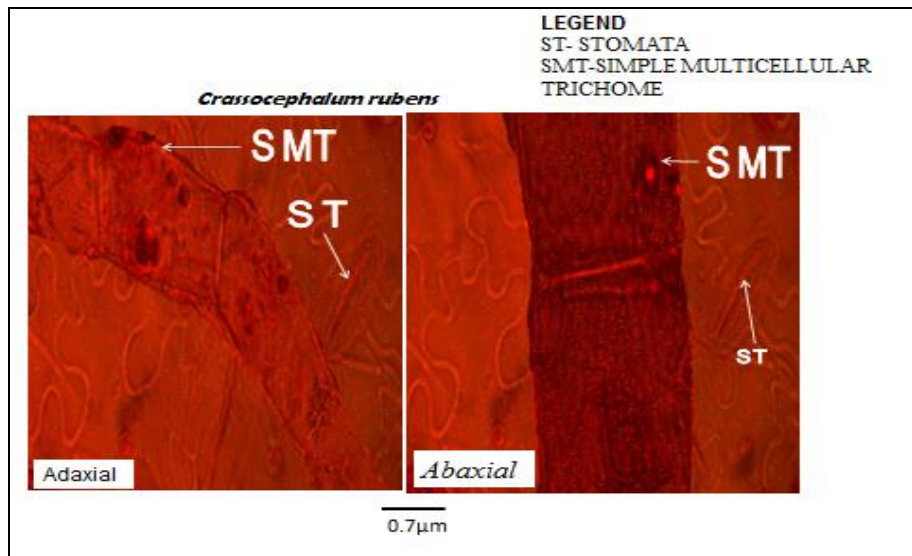 LEGEND
ST- STOMATA
SMT-SIMPLE MULTICELLULAR
TRICHOME
Crassocephalum rubens
SMT
ST
SMT
ST
Adaxial
Abaxial
0.7µm